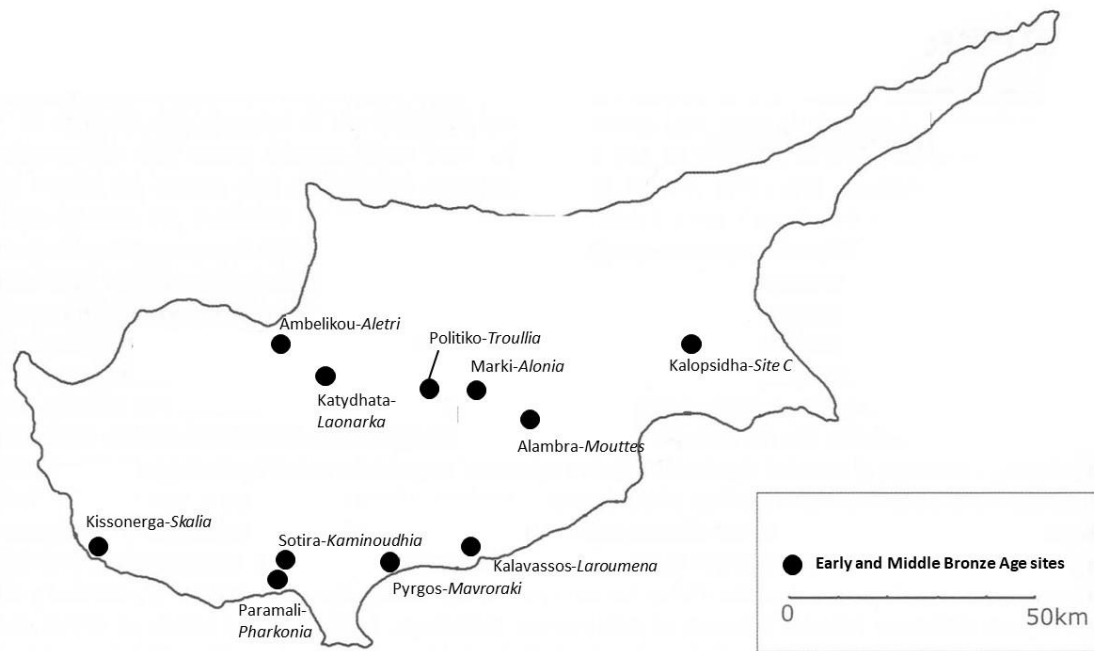 Ambelikou-Aletri
Politiko-Troullia
Marki-Alonia
Kalopsidha-Site C
Katydhata-
Laonarka
Alambra-Mouttes
Kissonerga-Skalia
Sotira-Kaminoudhia
Kalavassos-Laroumena
Pyrgos-Mavroraki
Paramali-
Pharkonia
Early and Middle Bronze Age sites
0 50km